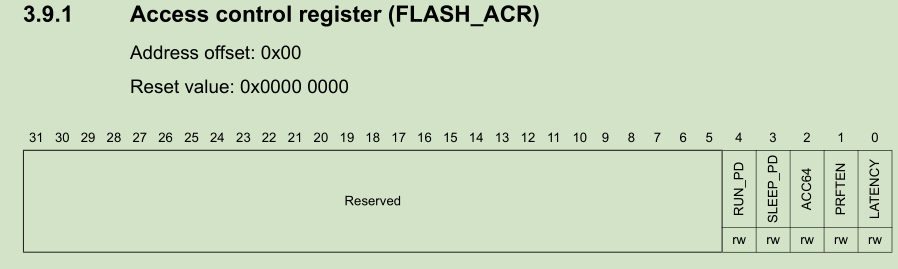 3.9.1 Access control register (FLASH_ACR)
Address offset: 0x00
Reset value: 0x0000 0000
31 30 29 28 27 26 25 24 23 22 21 20 19 18 17 16 15 14 13 12 11 10 9 8 7 6 5 4 3 2 1 0
Reserved RUN_PD SLEEP_PD ACC64 PRFTEN LATENCY
rw rw rw rw rw